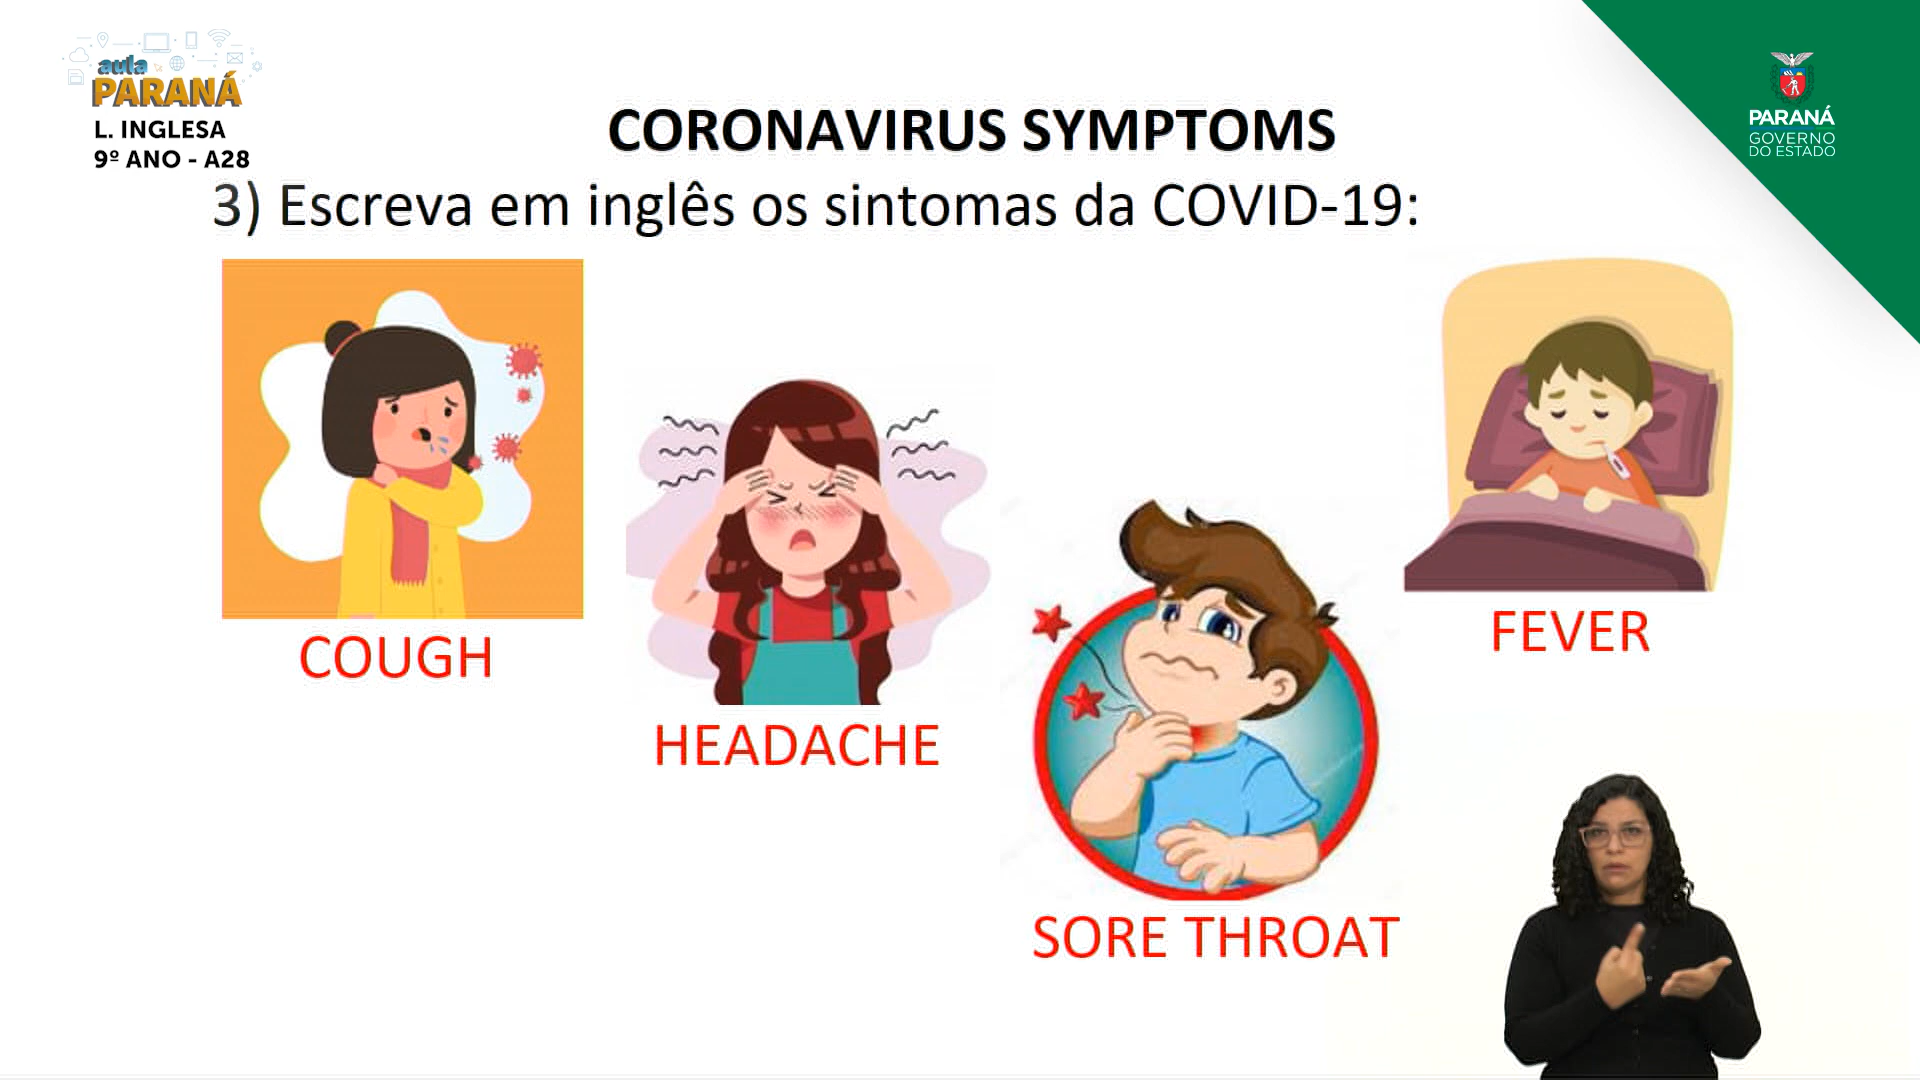 aula
PARANÁ
L. INGLESA
9º ANO - A28
PARANÁ
GOVERNO
DO ESTADO
CORONAVIRUS SYMPTOMS
3) Escreva em inglês os sintomas da COVID-19:
COUGH
HEADACHE
SORE THROAT
FEVER